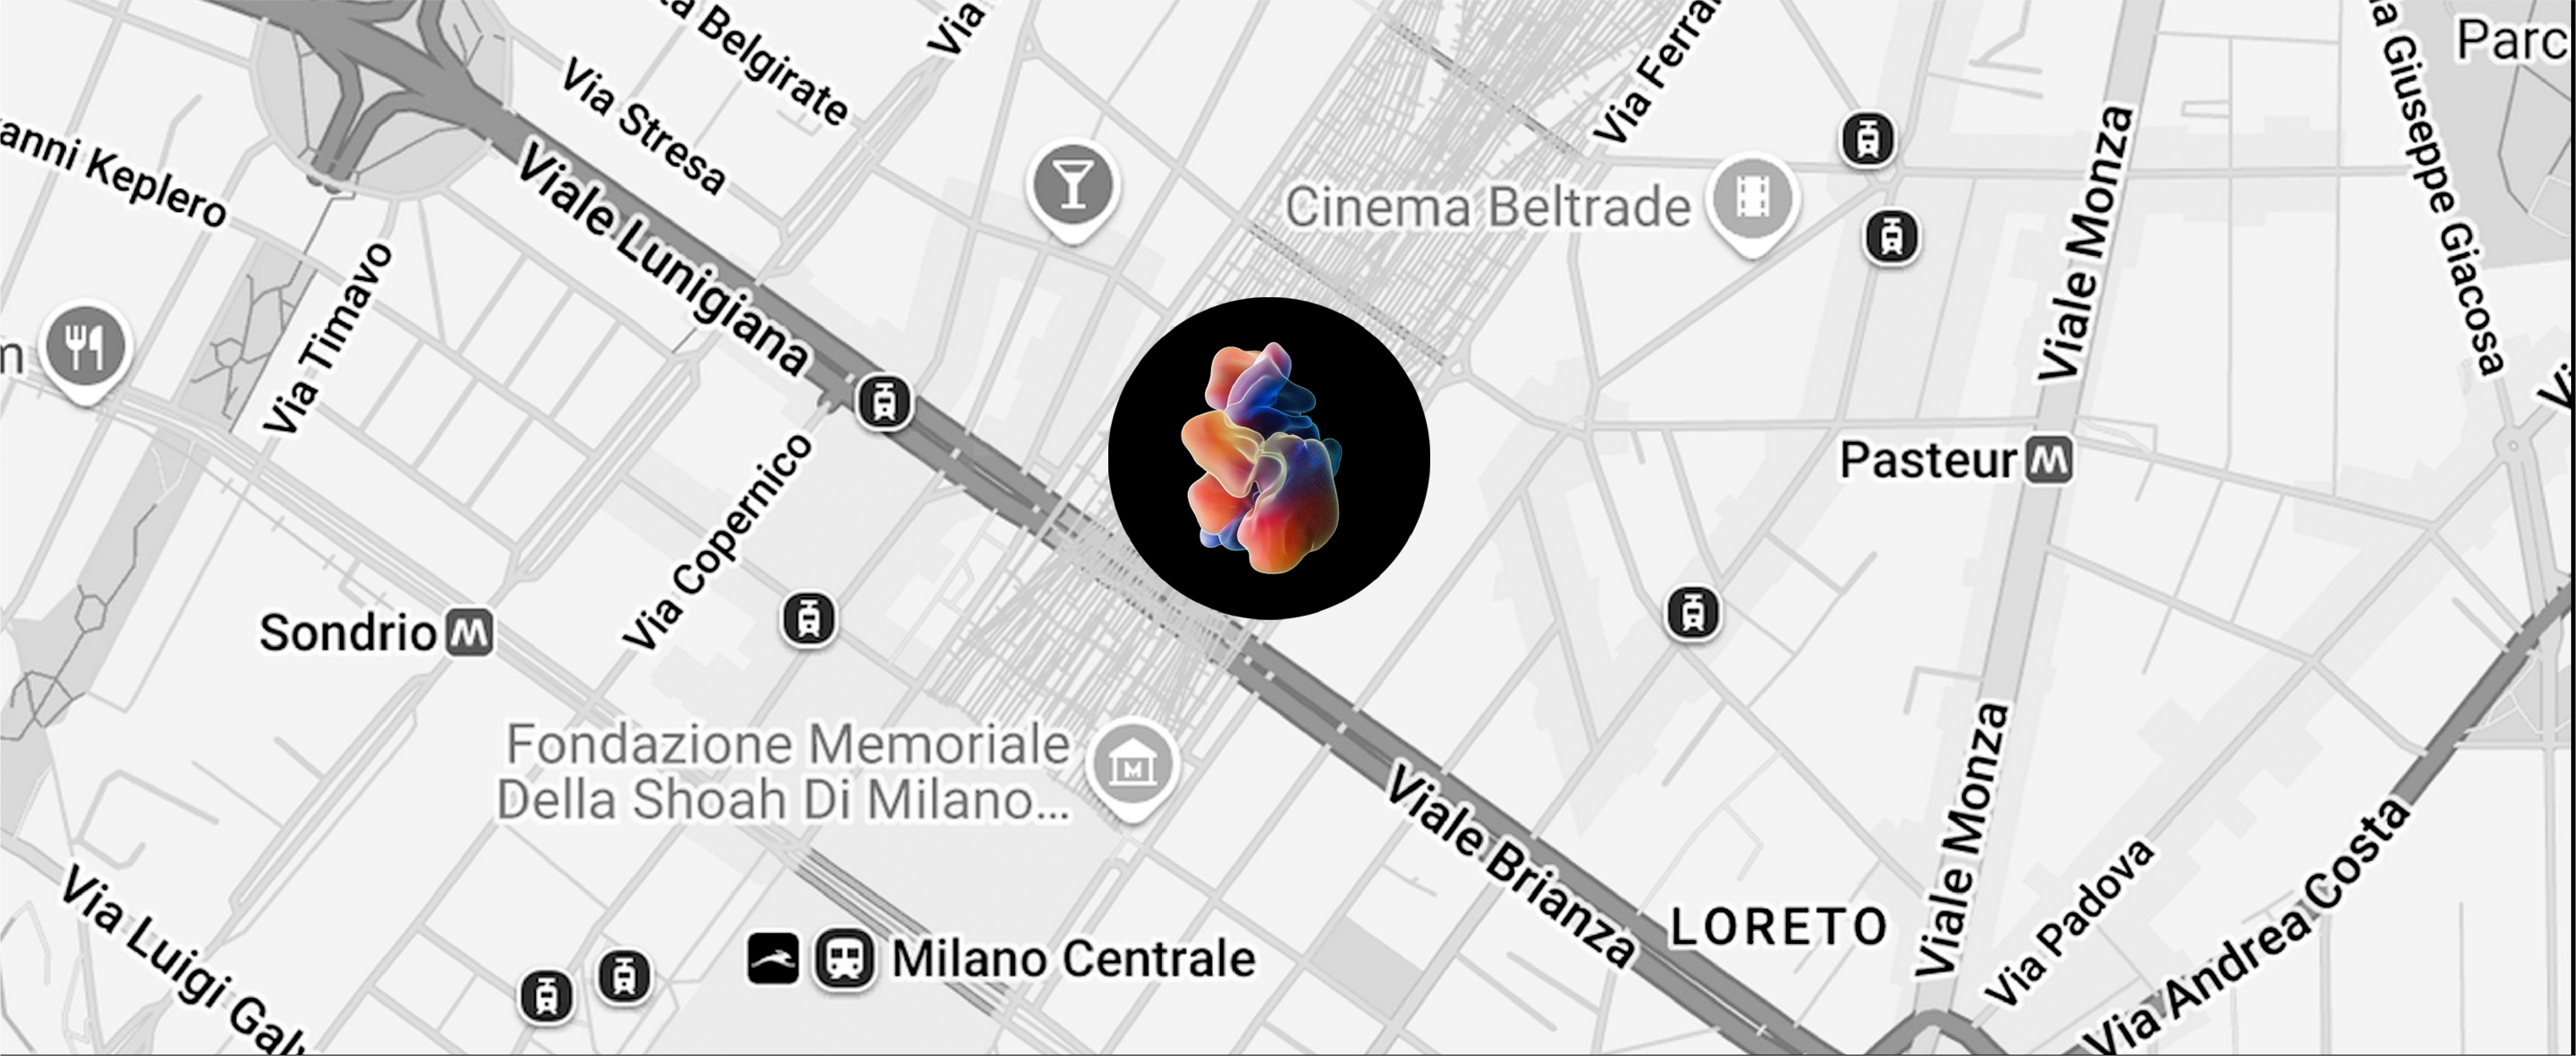 Via
Via Stresa
Via Ferra
Parc
Viale Lunigiana
Cinema Beltrade
Viale Monza
Giuseppe Giacosa
Belgirate
anni Keplero
Via Timavo
Via Copernico
Pasteur
Sondrio
Fondazione Memoriale
Della Shoah Di Milano...
Viale Brianza
Viale Monza
LORETO
Via Padova
Via Andrea Costa
Milano Centrale
Via Luigi Galv